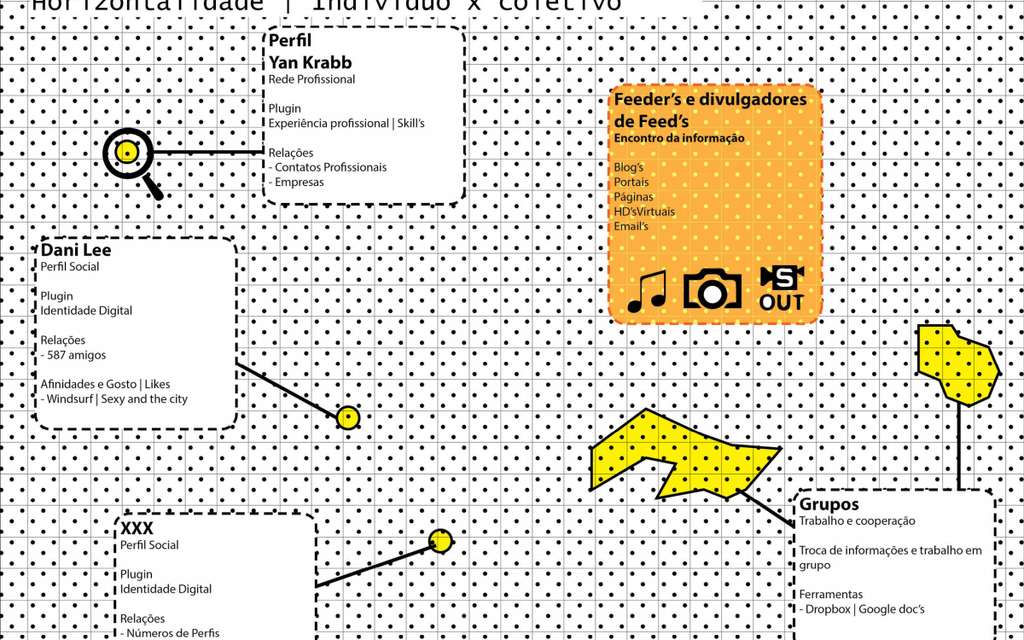 Horizontalidade | Indivíduo x coletivo
Perfil
Yan Krabb
Rede Profissional
Plugin
Experiência profissional | Skill's
Relações
- Contatos Profissionais
- Empresas
Feeder's e divulgadores
de Feed's
Encontro da informação
Blog's
Portais
Páginas
HD'sVirtuais
Email's
S
OUT
Dani Lee
Perfil Social
Plugin
Identidade Digital
Relações
- 587 amigos
Afinidades e Gosto | Likes
- Windsurf | Sexy and the city
XXX
Perfil Social
Plugin
Identidade Digital
Relações
- Números de Perfis
Grupos
Trabalho e cooperação
Troca de informações e trabalho em
grupo
Ferramentas
- Dropbox | Google doc's